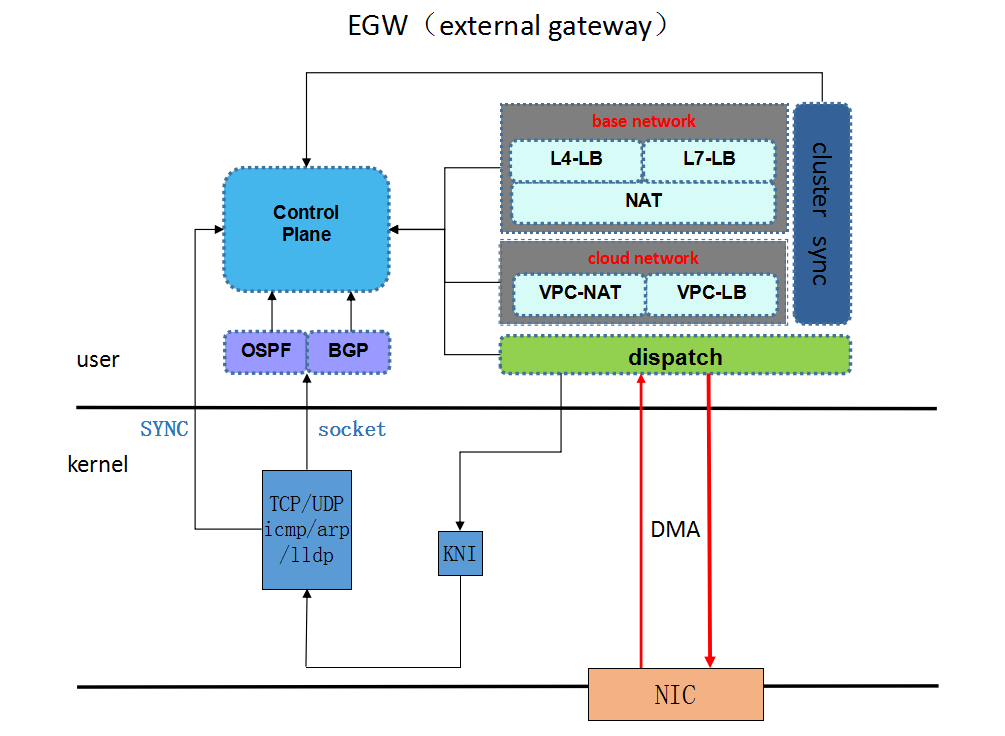 EGW（external gateway）
base network
L4-LB
L7-LB
NAT
cluster sync
Control
Plane
cloud network
VPC-NAT
VPC-LB
OSPF
BGP
dispatch
user
SYNC
socket
kernel
TCP/UDP
icmp/arp
/lldp
KNI
DMA
NIC